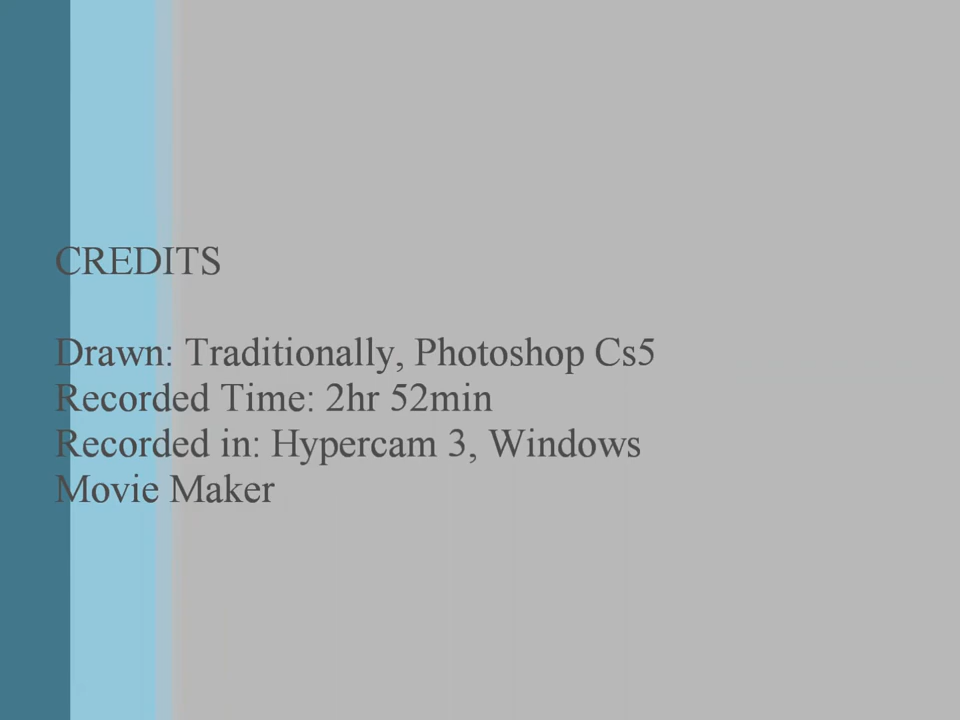 CREDITS
Drawn: Traditionally, Photoshop Cs5
Recorded Time: 2hr 52min
Recorded in: Hypercam 3, Windows
Movie Maker